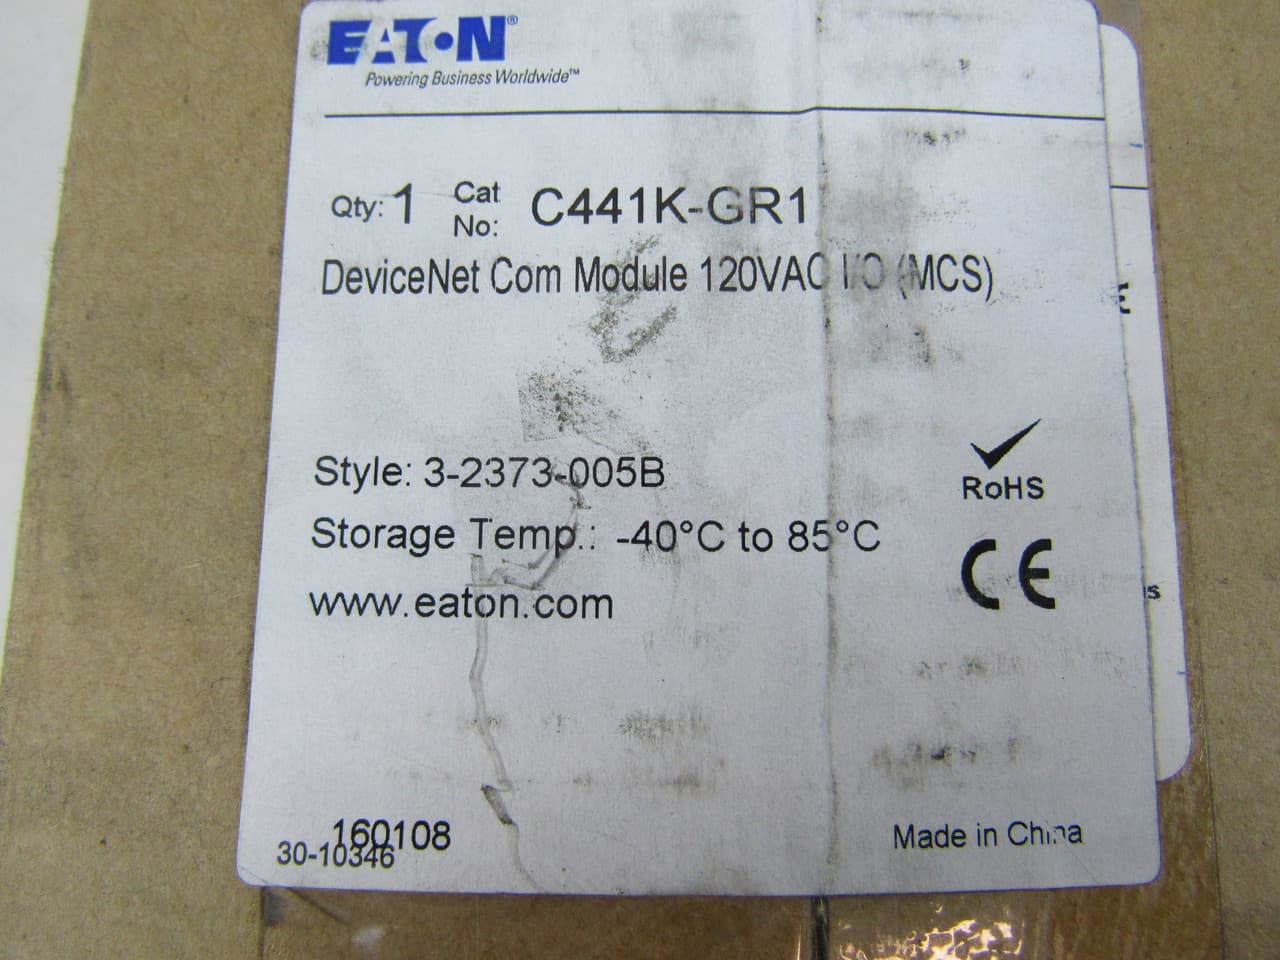 EATON®
Powering Business Worldwide™
Qty: 1 Cat No: C441K-GR1
DeviceNet Com Module 120VAC I/O (MCS)
Style: 3-2373-005B
RoHS
Storage Temp.: -40°C to 85°C
CE
www.eaton.com
160108
30-10346
Made in China